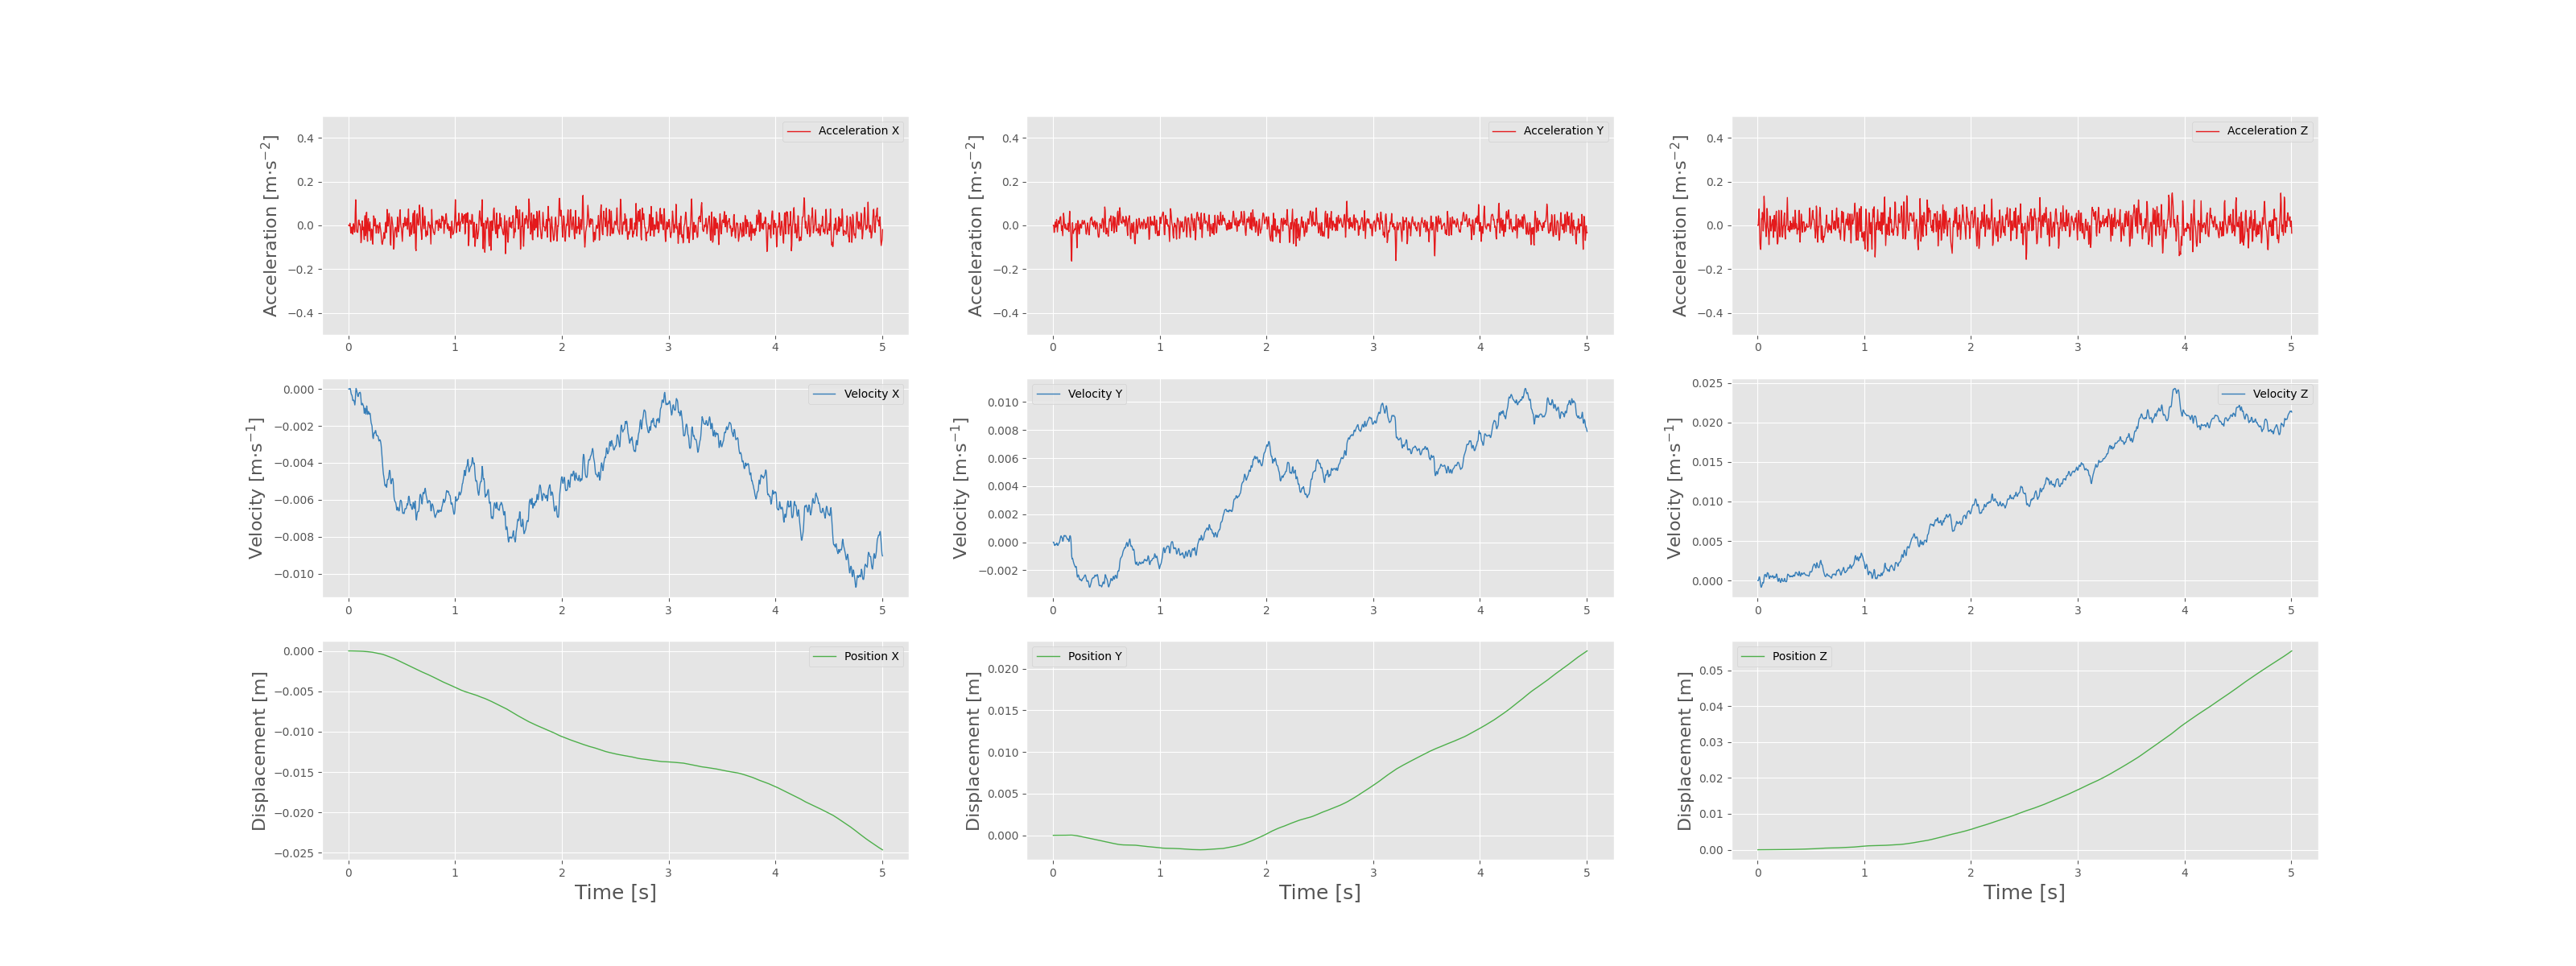 Acceleration [m·s⁻²]
0.4
0.2
0.0
−0.2
−0.4
0 1 2 3 4 5
Acceleration X
Acceleration [m·s⁻²]
0.4
0.2
0.0
−0.2
−0.4
0 1 2 3 4 5
Acceleration Y
Acceleration [m·s⁻²]
0.4
0.2
0.0
−0.2
−0.4
0 1 2 3 4 5
Acceleration Z
Velocity [m·s⁻¹]
0.000
−0.002
−0.004
−0.006
−0.008
−0.010
0 1 2 3 4 5
Velocity X
Velocity [m·s⁻¹]
0.010
0.008
0.006
0.004
0.002
0.000
−0.002
0 1 2 3 4 5
Velocity Y
Velocity [m·s⁻¹]
0.025
0.020
0.015
0.010
0.005
0.000
0 1 2 3 4 5
Velocity Z
Displacement [m]
0.000
−0.005
−0.010
−0.015
−0.020
−0.025
0 1 2 3 4 5
Position X
Time [s]
Displacement [m]
0.020
0.015
0.010
0.005
0.000
0 1 2 3 4 5
Position Y
Time [s]
Displacement [m]
0.05
0.04
0.03
0.02
0.01
0.00
0 1 2 3 4 5
Position Z
Time [s]